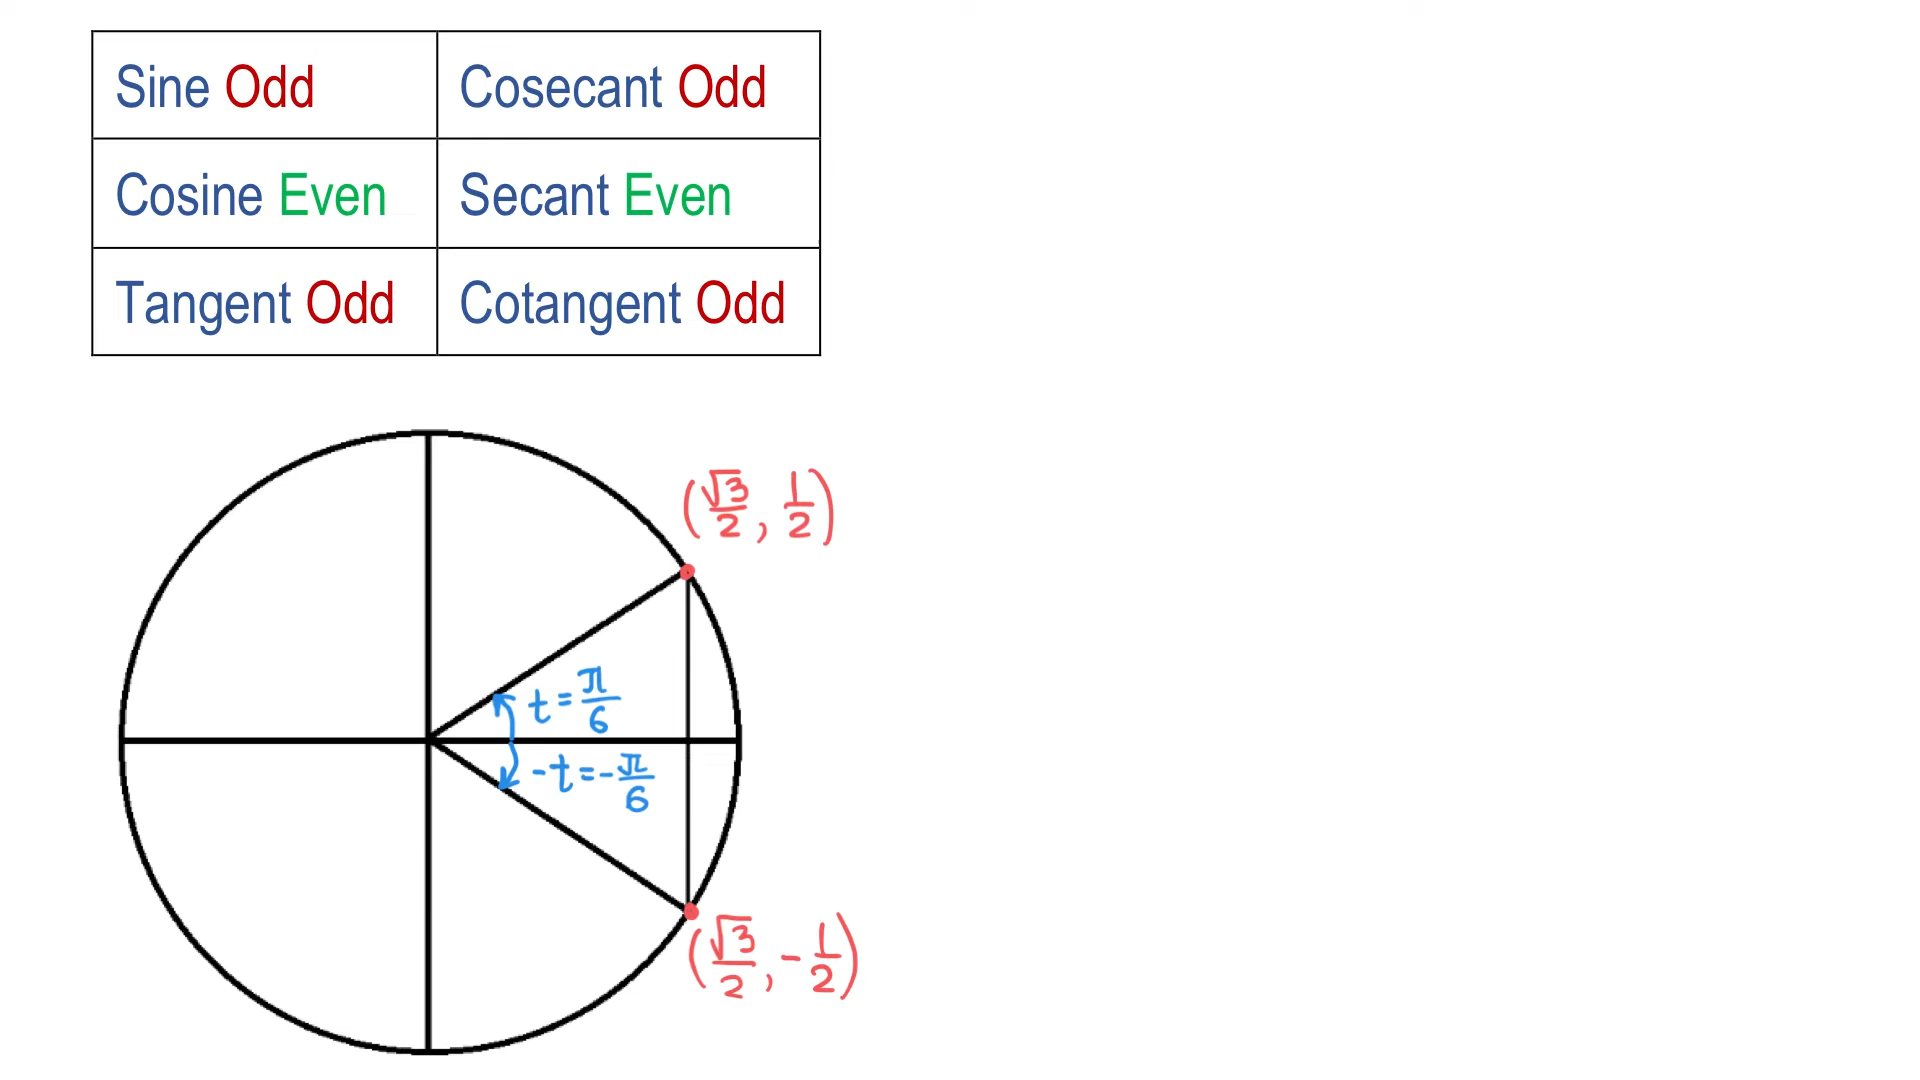 Sine Odd Cosecant Odd
Cosine Even Secant Even
Tangent Odd Cotangent Odd
(√3/2, 1/2)
t = π/6
-t = -π/6
(√3/2, -1/2)